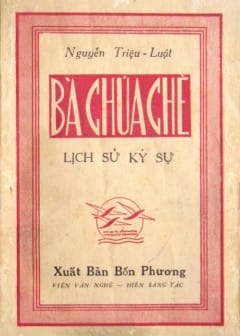 Nguyễn Triệu - Luật
BÀ CHÚA CHÈ
LỊCH SỬ KÝ SỰ
Xuất Bản Bốn Phương
VIỆN VĂN NGHỆ — HIÊN SÁNG TÁC